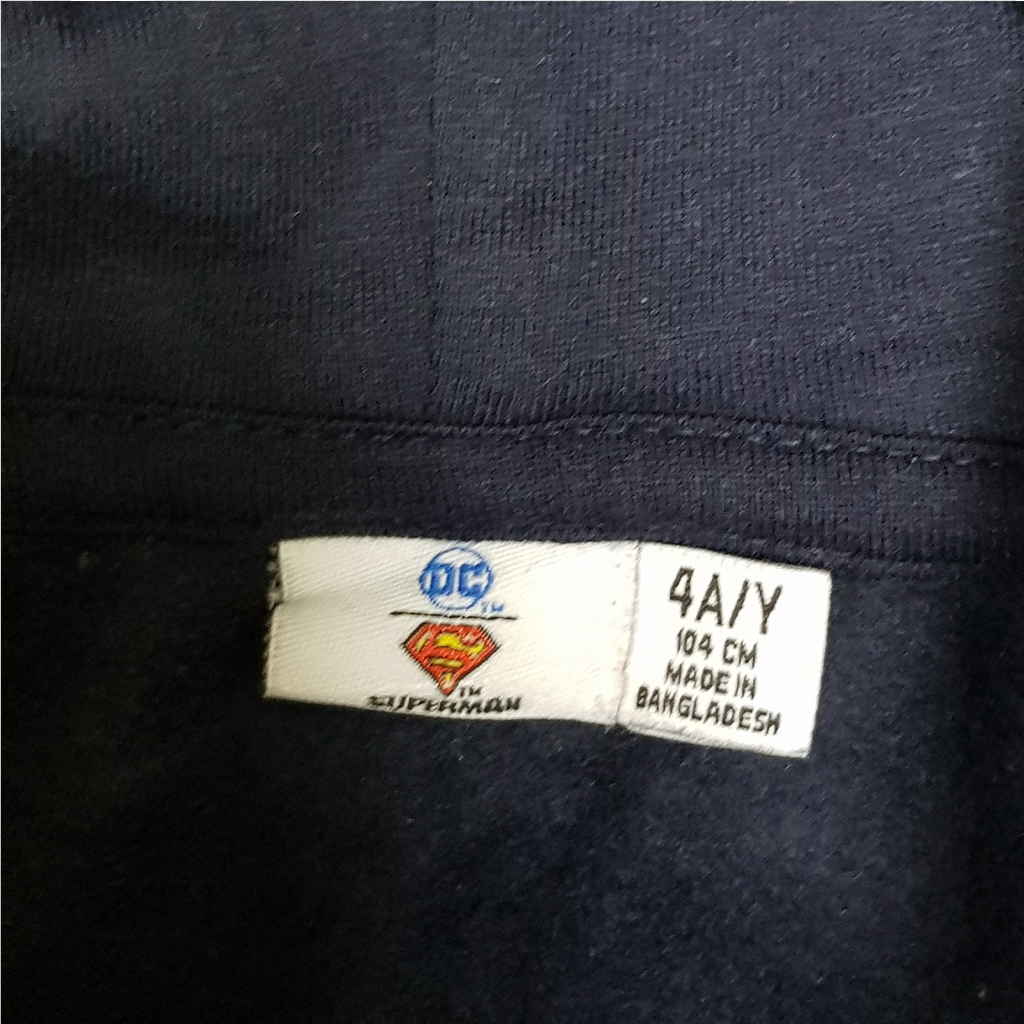 DC
TM
TM
SUPERMAN
4A/Y
104 CM
MADE IN
BANGLADESH